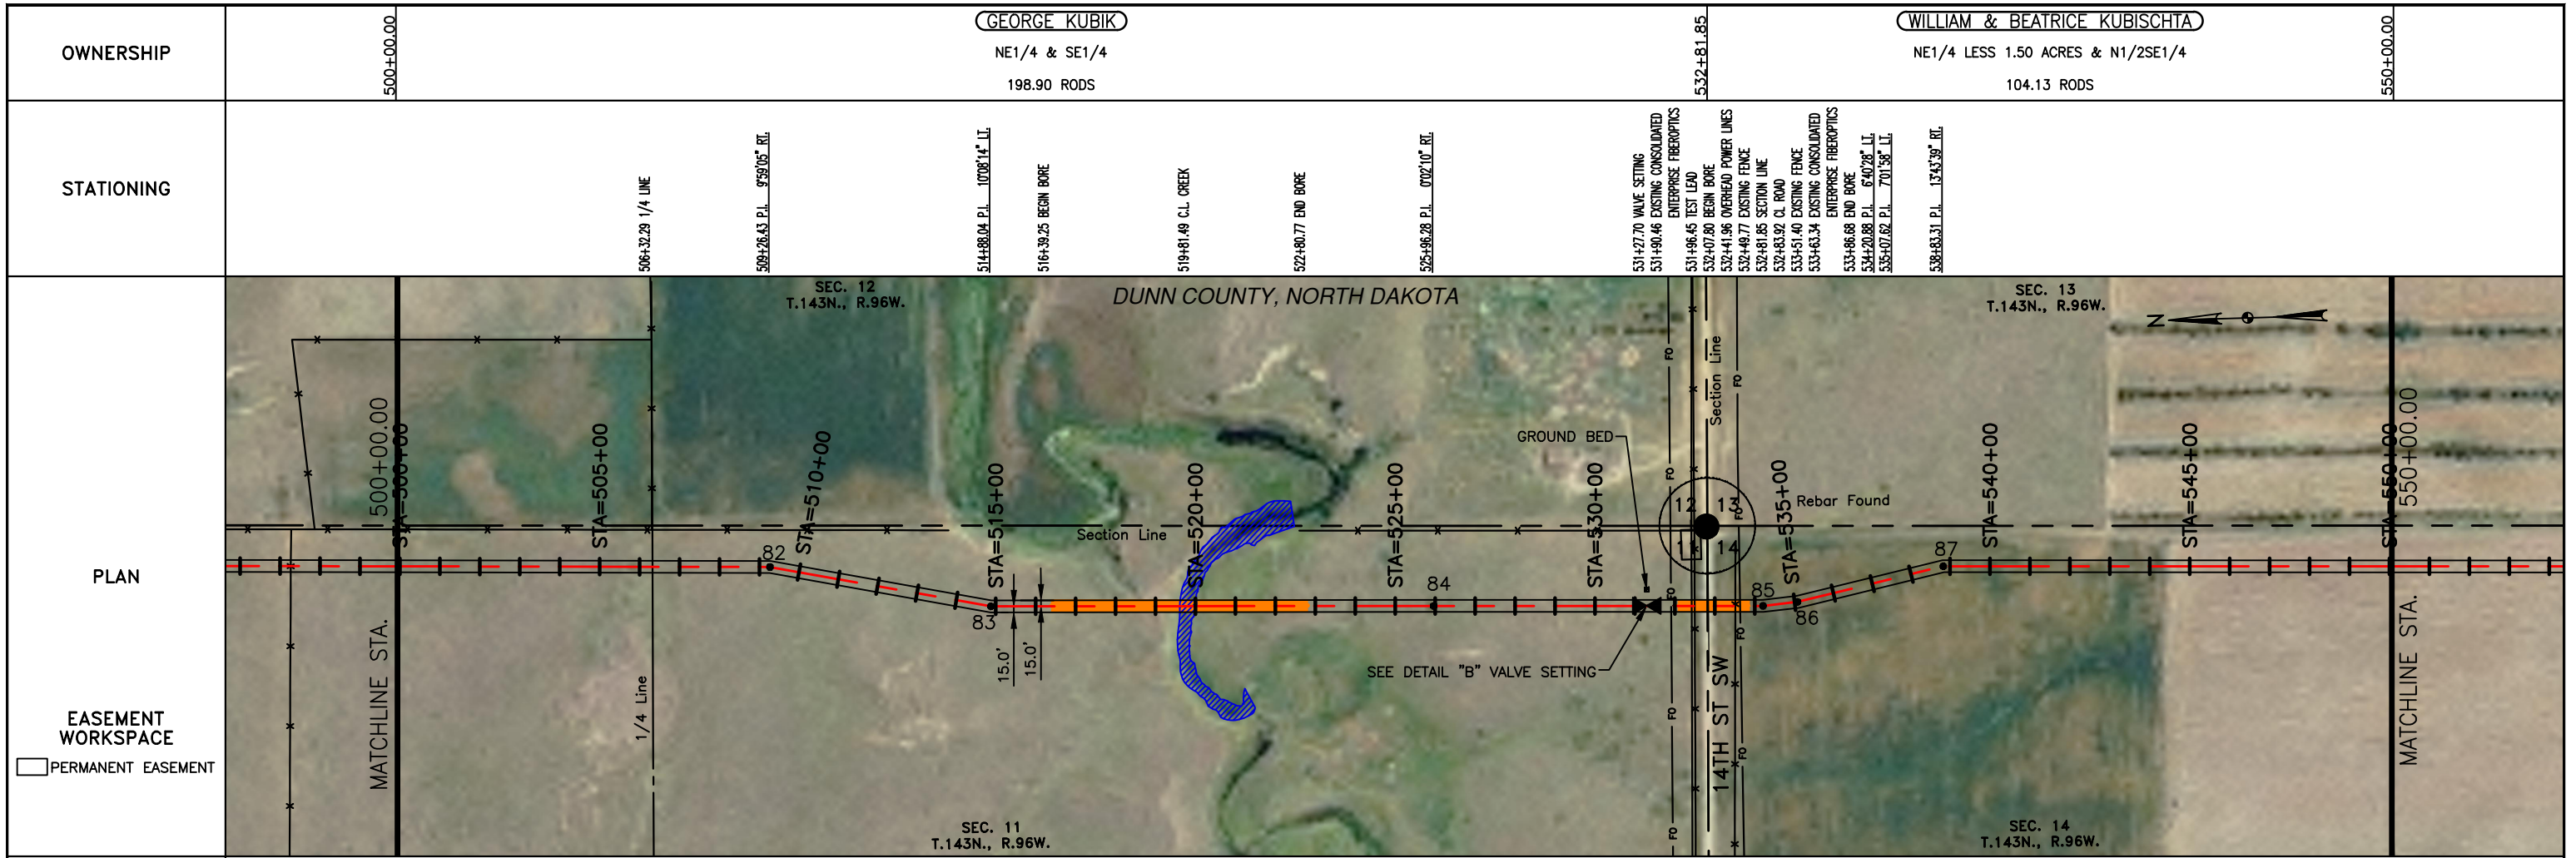 OWNERSHIP
500+00.00
GEORGE KUBIK
NE1/4 & SE1/4
198.90 RODS
532+81.85
WILLIAM & BEATRICE KUBISCHTA
NE1/4 LESS 1.50 ACRES & N1/2SE1/4
104.13 RODS
550+00.00
STATIONING
506+32.29 1/4 LINE
509+26.43 P.I. 9°59'05" RT.
514+88.04 P.I. 10°08'14" LT.
516+39.25 BEGIN BORE
519+81.49 C.L. CREEK
522+80.77 END BORE
525+96.28 P.I. 0°02'10" RT.
531+27.70 VALVE SETTING
531+90.46 EXISTING CONSOLIDATED
ENTERPRISE FIBEROPTICS
531+96.45 TEST LEAD
532+07.80 BEGIN BORE
532+41.96 OVERHEAD POWER LINES
532+49.77 EXISTING FENCE
532+81.85 SECTION LINE
532+83.92 CL ROAD
533+51.40 EXISTING FENCE
533+63.34 EXISTING CONSOLIDATED
ENTERPRISE FIBEROPTICS
533+86.68 END BORE
534+20.88 P.I. 6°40'28" LT.
535+07.62 P.I. 7°01'58" LT.
538+83.31 P.I. 13°43'39" RT.
PLAN
SEC. 12
T.143N., R.96W.
DUNN COUNTY, NORTH DAKOTA
SEC. 13
T.143N., R.96W.
N
500+00.00
STA=500+00
STA=505+00
STA=510+00
STA=515+00
STA=520+00
STA=525+00
STA=530+00
STA=535+00
STA=540+00
STA=545+00
STA=550+00
550+00.00
GROUND BED
Section Line
FO
FO
FO
FO
FO
FO
FO
FO
FO
12
13
11
14
Rebar Found
Section Line
82
83
84
85
86
87
15.0'
15.0'
SEE DETAIL "B" VALVE SETTING
14TH ST SW
1/4 Line
MATCHLINE STA.
MATCHLINE STA.
SEC. 11
T.143N., R.96W.
SEC. 14
T.143N., R.96W.
EASEMENT
WORKSPACE
PERMANENT EASEMENT